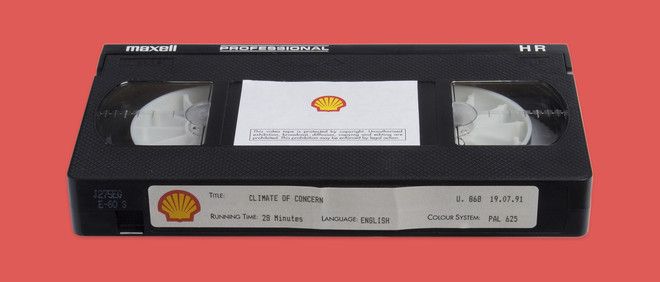 maxell PROFESSIONAL HR
This video tape is protected by copyright. Unauthorised
exhibition, broadcast, diffusion, copying and editing are
prohibited. This prohibition may be enforced by legal action.
J275EG
E-60 S
TITLE: CLIMATE OF CONCERN U. 868 19.07.91
RUNNING TIME: 28 Minutes LANGUAGE: ENGLISH COLOUR SYSTEM: PAL 625